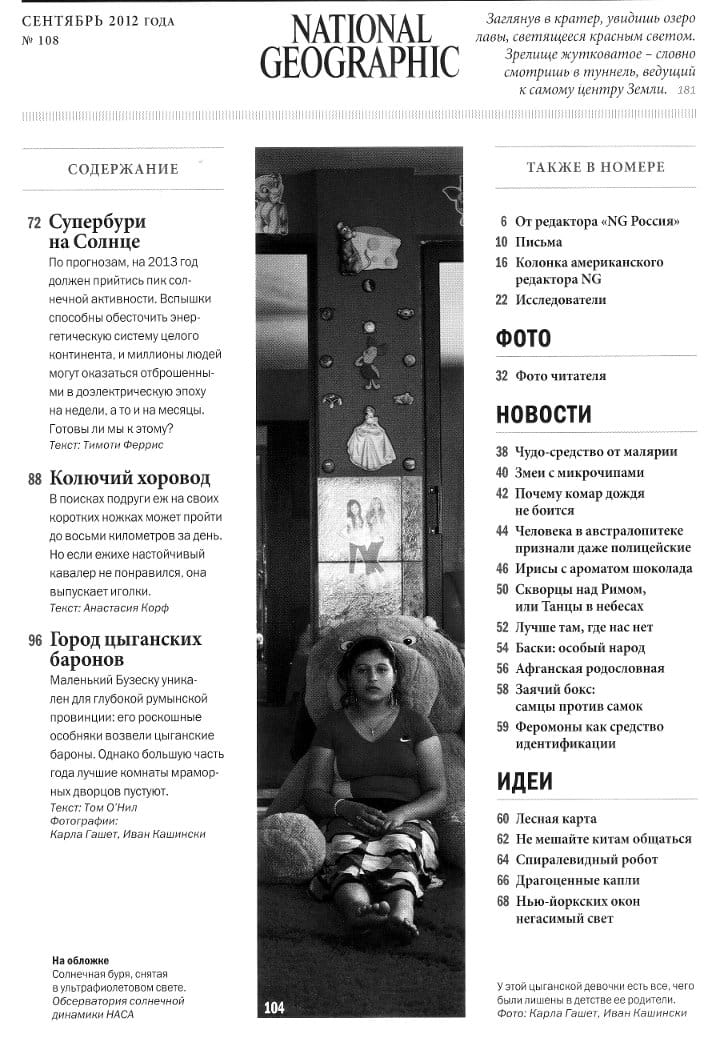 СЕНТЯБРЬ 2012 ГОДА
№ 108
NATIONAL
GEOGRAPHIC
Заглянув в кратер, увидишь озеро
лавы, светящееся красным светом.
Зрелище жутковатое – словно
смотришь в туннель, ведущий
к самому центру Земли. 181
СОДЕРЖАНИЕ
72 Супербури
на Солнце
По прогнозам, на 2013 год
должен прийтись пик сол-
нечной активности. Вспышки
способны обесточить энер-
гетическую систему целого
континента, и миллионы людей
могут оказаться отброшенны-
ми в доэлектрическую эпоху
на недели, а то и на месяцы.
Готовы ли мы к этому?
Текст: Тимоти Феррис
88 Колючий хоровод
В поисках подруги еж на своих
коротких ножках может пройти
до восьми километров за день.
Но если ежихе настойчивый
кавалер не понравился, она
выпускает иголки.
Текст: Анастасия Корф
96 Город цыганских
баронов
Маленький Бузеску уника-
лен для глубокой румынской
провинции: его роскошные
особняки возвели цыганские
бароны. Однако большую часть
года лучшие комнаты мрамор-
ных дворцов пустуют.
Текст: Том О'Нил
Фотографии:
Карла Гашет, Иван Кашински
На обложке
Солнечная буря, снятая
в ультрафиолетовом свете.
Обсерватория солнечной
динамики НАСА
104
ТАКЖЕ В НОМЕРЕ
6 От редактора «NG Россия»
10 Письма
16 Колонка американского
редактора NG
22 Исследователи
ФОТО
32 Фото читателя
НОВОСТИ
38 Чудо-средство от малярии
40 Змеи с микрочипами
42 Почему комар дождя
не боится
44 Человека в австралопитеке
признали даже полицейские
46 Ирисы с ароматом шоколада
50 Скворцы над Римом,
или Танцы в небесах
52 Лучше там, где нас нет
54 Баски: особый народ
56 Афганская родословная
58 Заячий бокс:
самцы против самок
59 Феромоны как средство
идентификации
ИДЕИ
60 Лесная карта
62 Не мешайте китам общаться
64 Спиралевидный робот
66 Драгоценные капли
68 Нью-йоркских окон
негасимый свет
У этой цыганской девочки есть все, чего
были лишены в детстве ее родители.
Фото: Карла Гашет, Иван Кашински